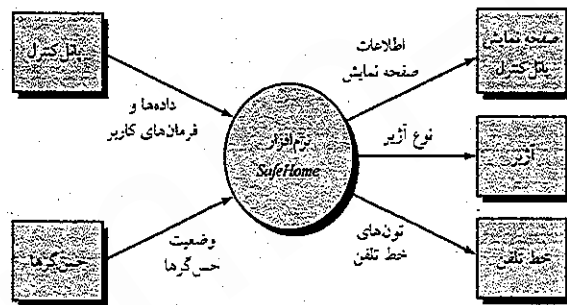 پانل کنترل
داده‌ها و
فرمان‌های کاربر
حس‌گرها
وضعیت
حس‌گرها
نرم‌افزار
SafeHome
اطلاعات
صفحه نمایش
صفحه نمایش
پانل کنترل
نوع آژیر
آژیر
تون‌های
خط تلفن
خط تلفن